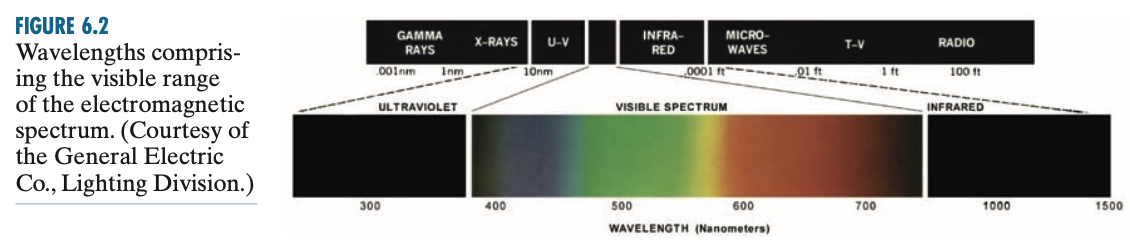 FIGURE 6.2
Wavelengths compris-
ing the visible range
of the electromagnetic
spectrum. (Courtesy of
the General Electric
Co., Lighting Division.)
GAMMA RAYS X–RAYS U–V INFRA-RED MICRO-WAVES T–V RADIO
.001nm 1nm 10nm .0001 ft .01 ft 1 ft 100 ft
ULTRAVIOLET VISIBLE SPECTRUM INFRARED
300 400 500 600 700 1000 1500
WAVELENGTH (Nanometers)